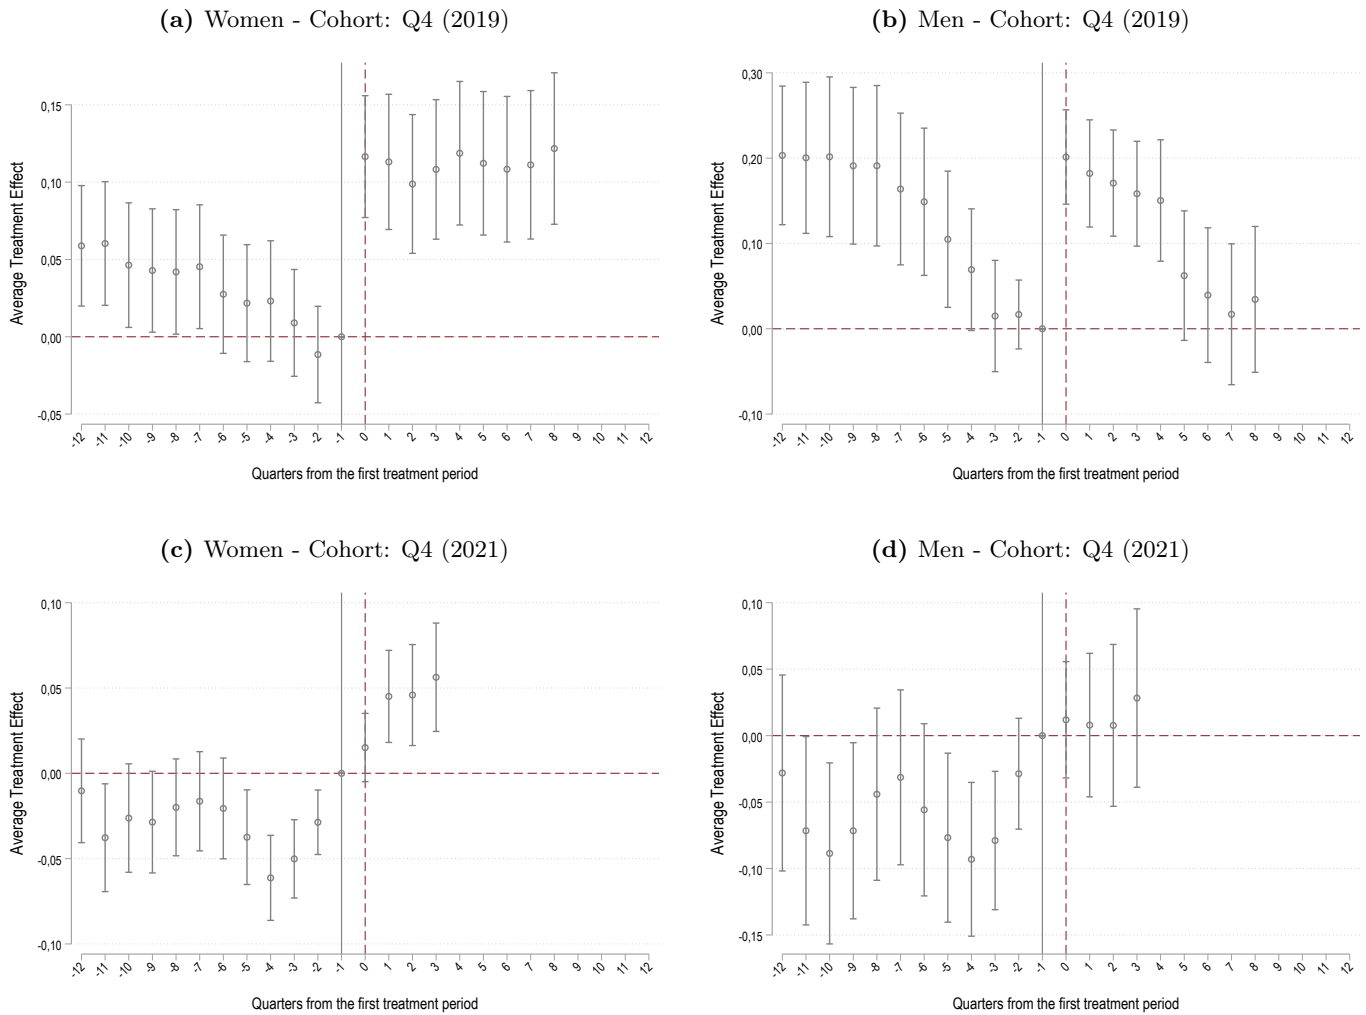 (a) Women - Cohort: Q4 (2019)
0,15
0,10
0,05
0,00
-0,05
Average Treatment Effect
-12 -11 -10 -9 -8 -7 -6 -5 -4 -3 -2 -1 0 1 2 3 4 5 6 7 8 9 10 11 12 12
Quarters from the first treatment period
(b) Men - Cohort: Q4 (2019)
0,30
0,20
0,10
0,00
-0,10
Average Treatment Effect
-12 -11 -10 -9 -8 -7 -6 -5 -4 -3 -2 -1 0 1 2 3 4 5 6 7 8 9 10 11 12
Quarters from the first treatment period
(c) Women - Cohort: Q4 (2021)
0,10
0,05
0,00
-0,05
-0,10
Average Treatment Effect
-12 -11 -10 -9 -8 -7 -6 -5 -4 -3 -2 -1 0 1 2 3 4 5 6 7 8 9 10 11 12
Quarters from the first treatment period
(d) Men - Cohort: Q4 (2021)
0,10
0,05
0,00
-0,05
-0,10
-0,15
Average Treatment Effect
-12 -11 -10 -9 -8 -7 -6 -5 -4 -3 -2 -1 0 1 2 3 4 5 6 7 8 9 10 11 12
Quarters from the first treatment period